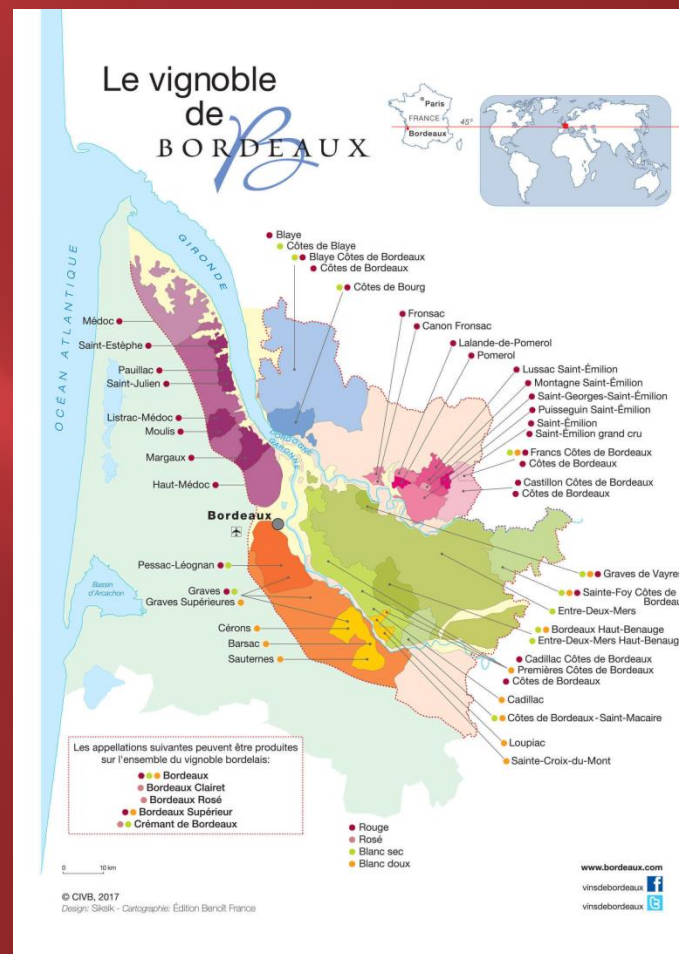 Le vignoble
de
BORDEAUX
Paris
FRANCE
45°
Bordeaux
OCÉAN ATLANTIQUE
GIRONDE
Blaye
Côtes de Blaye
Blaye Côtes de Bordeaux
Côtes de Bordeaux
Côtes de Bourg
Fronsac
Canon Fronsac
Lalande-de-Pomerol
Pomerol
Lussac Saint-Émilion
Montagne Saint-Émilion
Saint-Georges-Saint-Émilion
Puisseguin Saint-Émilion
Saint-Émilion
Saint-Émilion grand cru
Francs Côtes de Bordeaux
Côtes de Bordeaux
Castillon Côtes de Bordeaux
Côtes de Bordeaux
Médoc
Saint-Estèphe
Pauillac
Saint-Julien
Listrac-Médoc
Moulis
Margaux
Haut-Médoc
DORDOGNE
GARONNE
Bordeaux
Bassin
d'Arcachon
Pessac-Léognan
Graves
Graves Supérieures
Cérons
Barsac
Sauternes
Graves de Vayre
Sainte-Foy Côtes de
Bordeau
Entre-Deux-Mers
Bordeaux Haut-Benauge
Entre-Deux-Mers Haut-Benaug
Cadillac Côtes de Bordeaux
Premières Côtes de Bordeaux
Côtes de Bordeaux
Cadillac
Côtes de Bordeaux-Saint-Macaire
Loupiac
Sainte-Croix-du-Mont
Les appellations suivantes peuvent être produites
sur l'ensemble du vignoble bordelais:
Bordeaux
Bordeaux Clairet
Bordeaux Rosé
Bordeaux Supérieur
Crémant de Bordeaux
Rouge
Rosé
Blanc sec
Blanc doux
0 10 km
© CIVB, 2017
Design: Siksik - Cartographie: Édition Benoît France
www.bordeaux.com
vinsdebordeaux
vinsdebordeaux